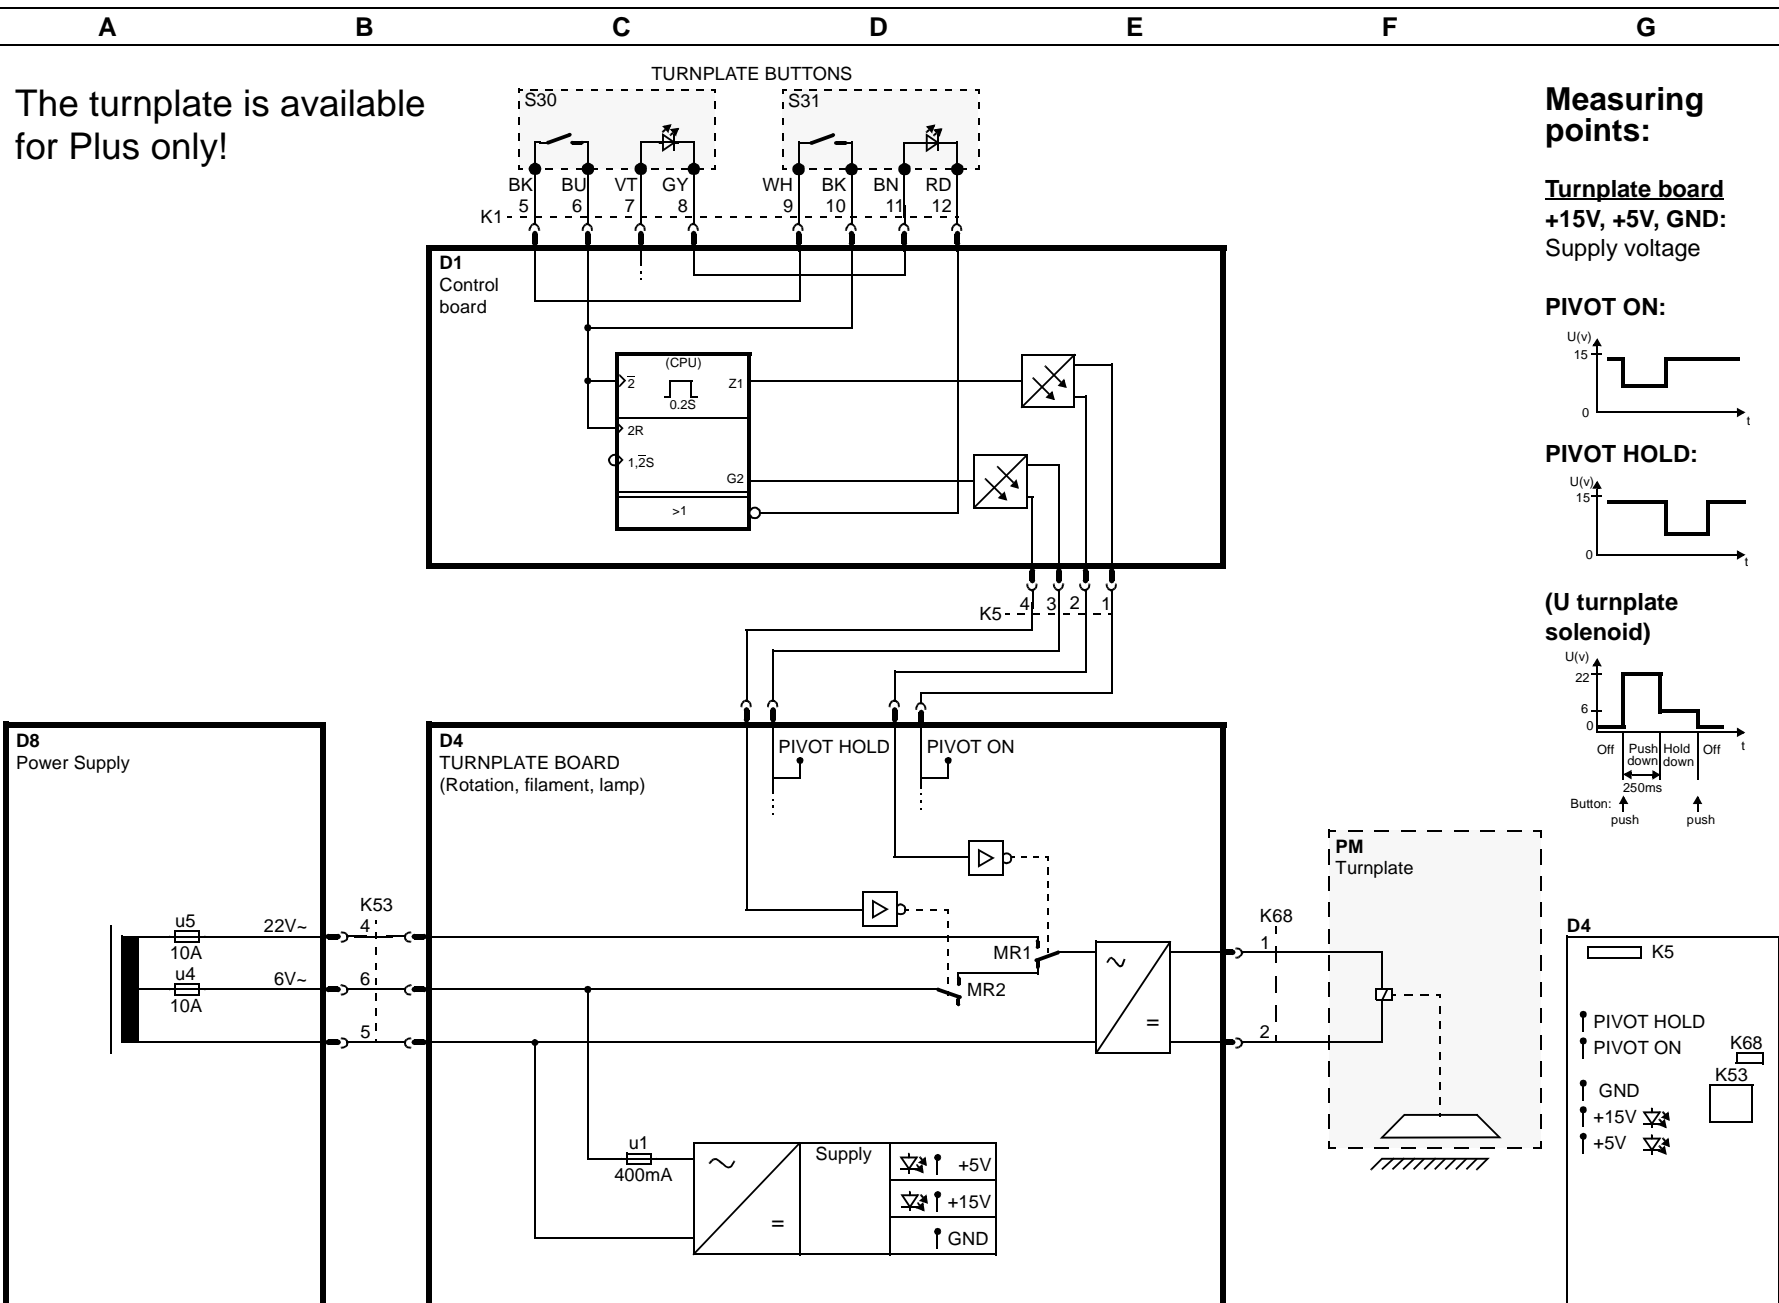 A B C D E F G
The turnplate is available
for Plus only!
TURNPLATE BUTTONS
S30 S31
BK BU VT GY WH BK BN RD
5 6 7 8 9 10 11 12
K1
D1
Control
board
(CPU)
2̅ Z1
0.2S
2R
1,2̅S
G2
>1
4 3 2 1
K5
D8
Power Supply
u5
10A
22V~
u4
10A
6V~
K53
4
6
5
D4
TURNPLATE BOARD
(Rotation, filament, lamp)
PIVOT HOLD PIVOT ON
MR1
MR2
~
=
u1
400mA
~
=
Supply
+5V
+15V
GND
K68
1
2
PM
Turnplate
Measuring
points:
Turnplate board
+15V, +5V, GND:
Supply voltage
PIVOT ON:
U(v)
15
0
t
PIVOT HOLD:
U(v)
15
0
t
(U turnplate
solenoid)
U(v)
22
6
0
t
Off Push Hold Off
down down
250ms
Button:
push push
D4
K5
PIVOT HOLD
PIVOT ON
K68
K53
GND
+15V
+5V